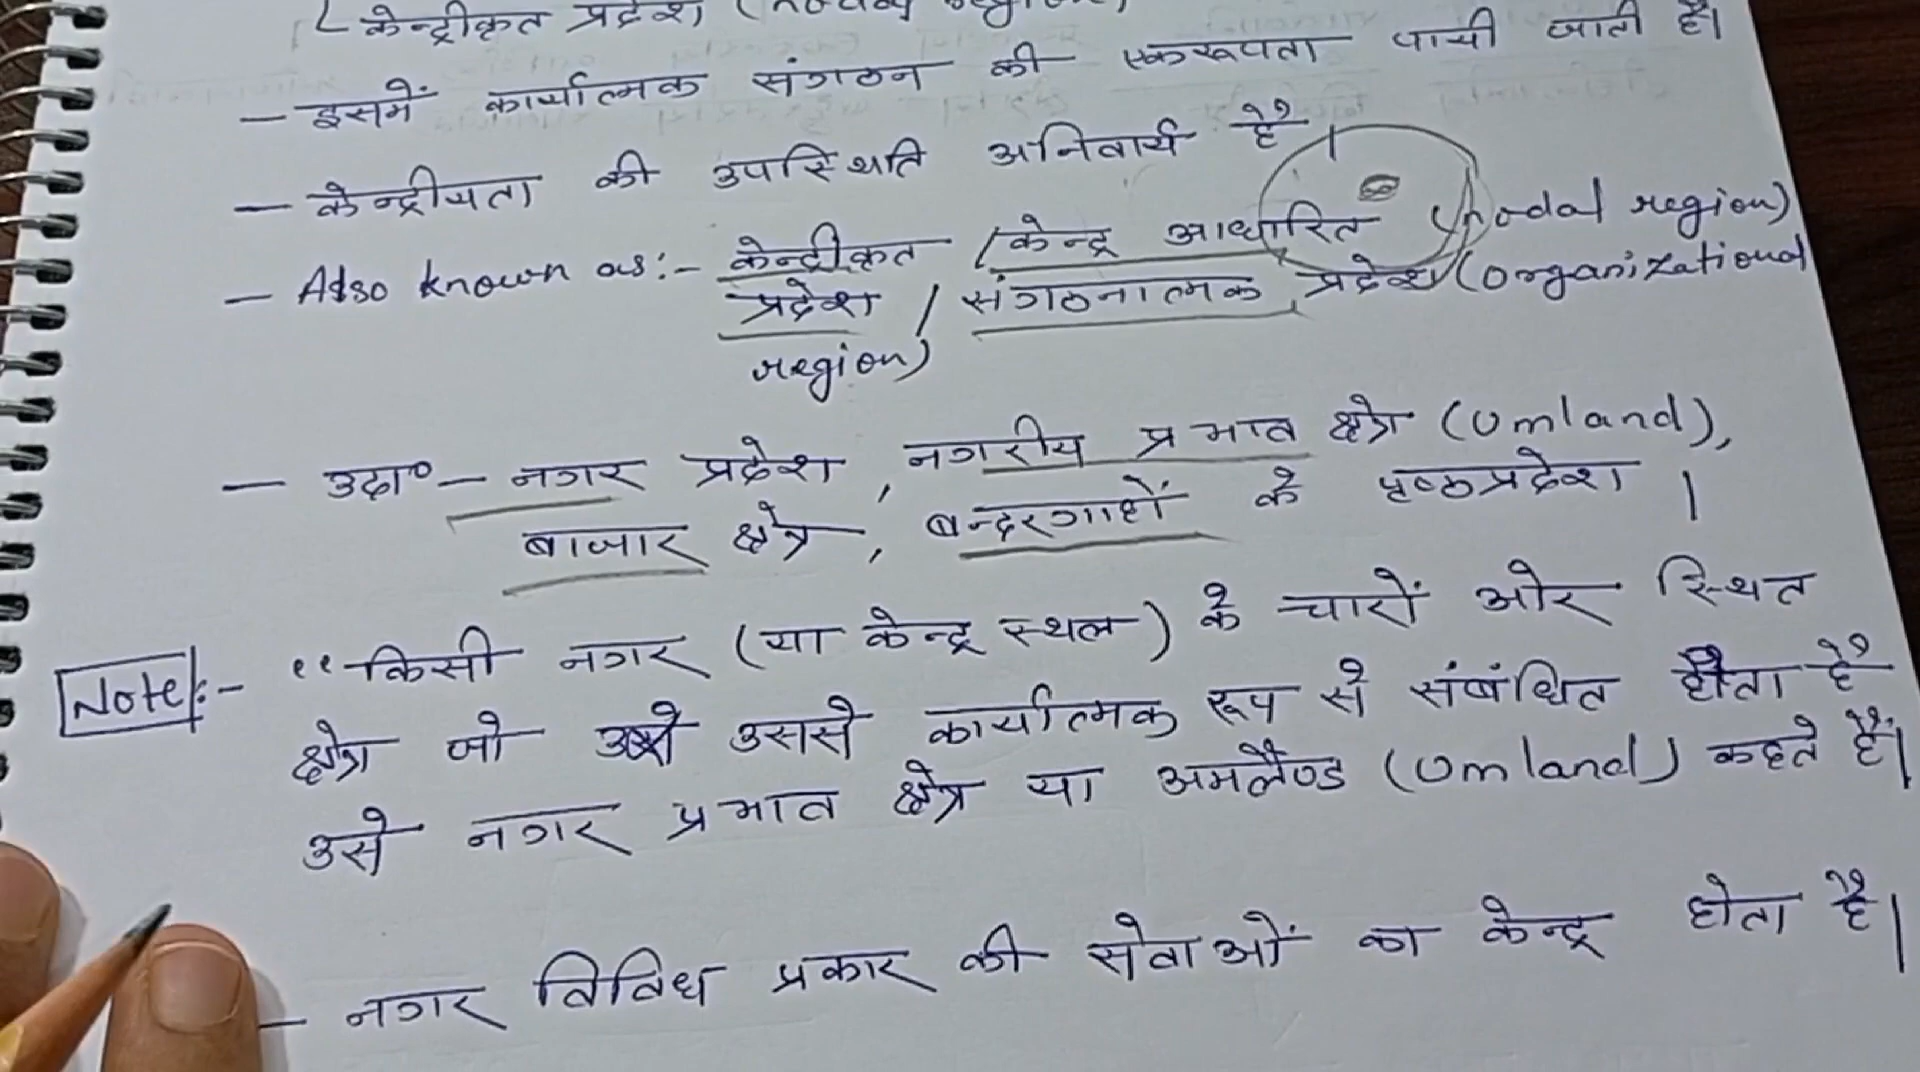 केन्द्रीकृत प्रदेश (
– इसमें कार्यात्मक संगठन की एकरूपता पायी जाती है।
– केन्द्रीयता की उपस्थिति अनिवार्य है।
– Also known as:- केन्द्रीकृत / केन्द्र आधारित (nodal region)
प्रदेश / संगठनात्मक प्रदेश (organizational
region)
– उदा० – नगर प्रदेश, नगरीय प्रभाव क्षेत्र (Umland),
बाजार क्षेत्र, बन्दरगाहों के पृष्ठप्रदेश।
Note:- “किसी नगर (या केन्द्र स्थल) के चारों ओर स्थित
क्षेत्र जो उससे कार्यात्मक रूप से संबंधित होता है
उसे नगर प्रभाव क्षेत्र या अमलैण्ड (Umland) कहते हैं।
– नगर विविध प्रकार की सेवाओं का केन्द्र होता है।